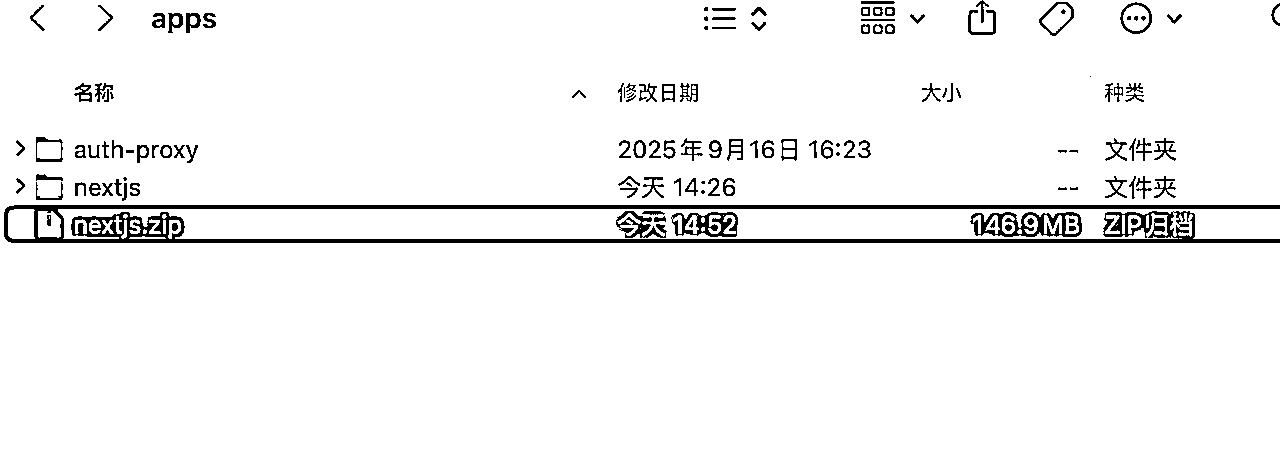 apps
名称 修改日期 大小 种类
auth-proxy 2025年9月16日 16:23 -- 文件夹
nextjs 今天 14:26 -- 文件夹
nextjs.zip 今天 14:52 146.9 MB ZIP归档